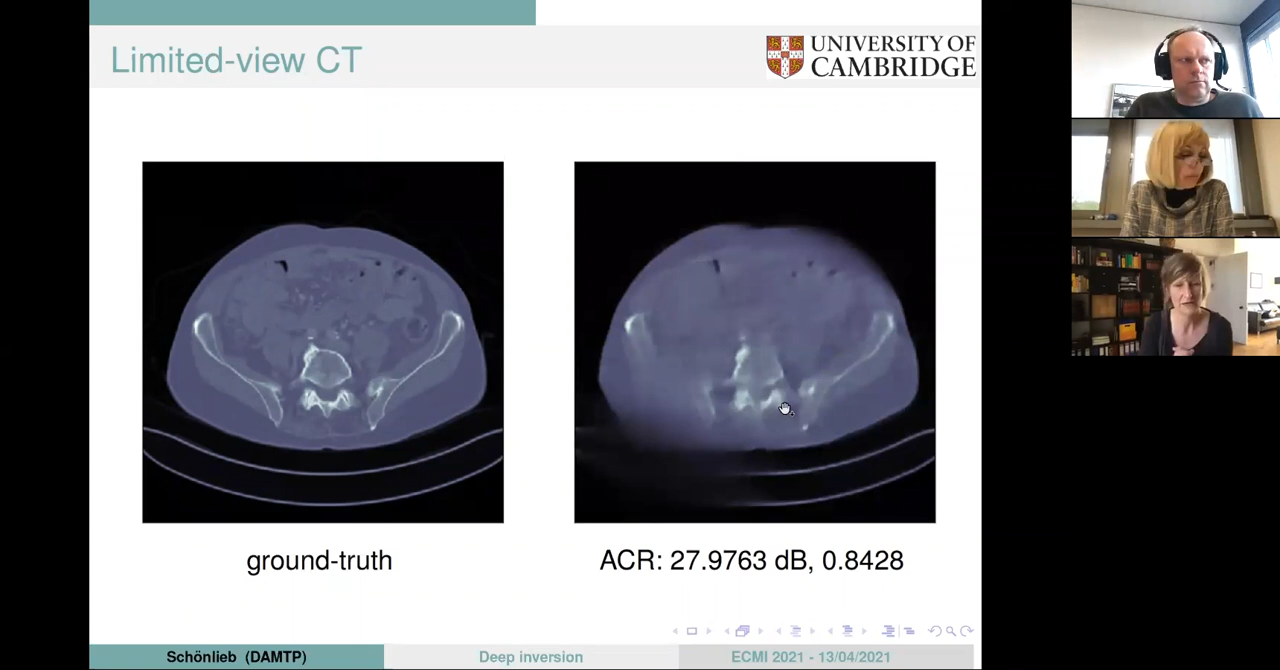 Limited-view CT
UNIVERSITY OF
CAMBRIDGE
ground-truth
ACR: 27.9763 dB, 0.8428
Schönlieb (DAMTP)
Deep inversion
ECMI 2021 - 13/04/2021